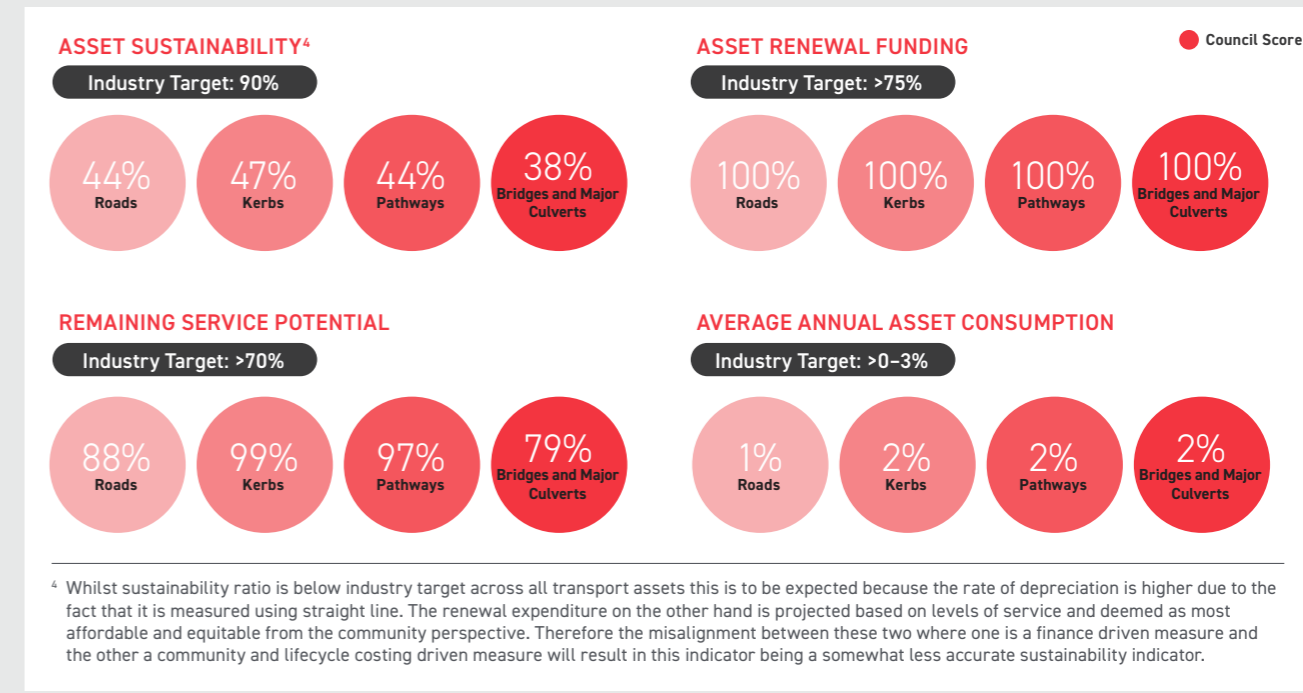 ASSET SUSTAINABILITY⁴
Industry Target: 90%
44%
Roads
47%
Kerbs
44%
Pathways
38%
Bridges and Major
Culverts
ASSET RENEWAL FUNDING
Council Score
Industry Target: >75%
100%
Roads
100%
Kerbs
100%
Pathways
100%
Bridges and Major
Culverts
REMAINING SERVICE POTENTIAL
Industry Target: >70%
88%
Roads
99%
Kerbs
97%
Pathways
79%
Bridges and Major
Culverts
AVERAGE ANNUAL ASSET CONSUMPTION
Industry Target: >0–3%
1%
Roads
2%
Kerbs
2%
Pathways
2%
Bridges and Major
Culverts
⁴ Whilst sustainability ratio is below industry target across all transport assets this is to be expected because the rate of depreciation is higher due to the
fact that it is measured using straight line. The renewal expenditure on the other hand is projected based on levels of service and deemed as most
affordable and equitable from the community perspective. Therefore the misalignment between these two where one is a finance driven measure and
the other a community and lifecycle costing driven measure will result in this indicator being a somewhat less accurate sustainability indicator.